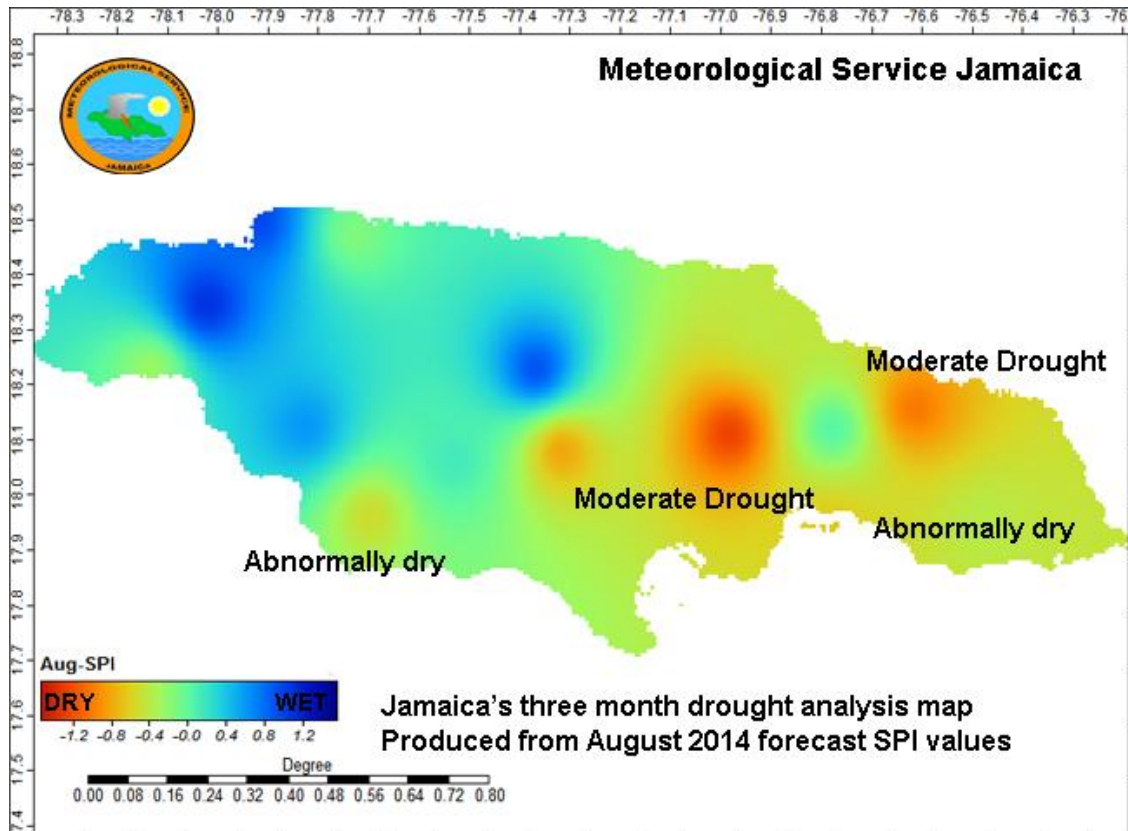 -78.3 -78.2 -78.1 -78.0 -77.9 -77.8 -77.7 -77.6 -77.5 -77.4 -77.3 -77.2 -77.1 -77.0 -76.9 -76.8 -76.7 -76.6 -76.5 -76.4 -76.3
18.8
18.7
18.6
18.5
18.4
18.3
18.2
18.1
18.0
17.9
17.8
17.7
17.6
17.5
17.4
METEOROLOGICAL SERVICE
JAMAICA
Meteorological Service Jamaica
Moderate Drought
Moderate Drought
Abnormally dry
Abnormally dry
Aug-SPI
DRY WET
-1.2 -0.8 -0.4 -0.0 0.4 0.8 1.2
Jamaica's three month drought analysis map
Produced from August 2014 forecast SPI values
Degree
0.00 0.08 0.16 0.24 0.32 0.40 0.48 0.56 0.64 0.72 0.80